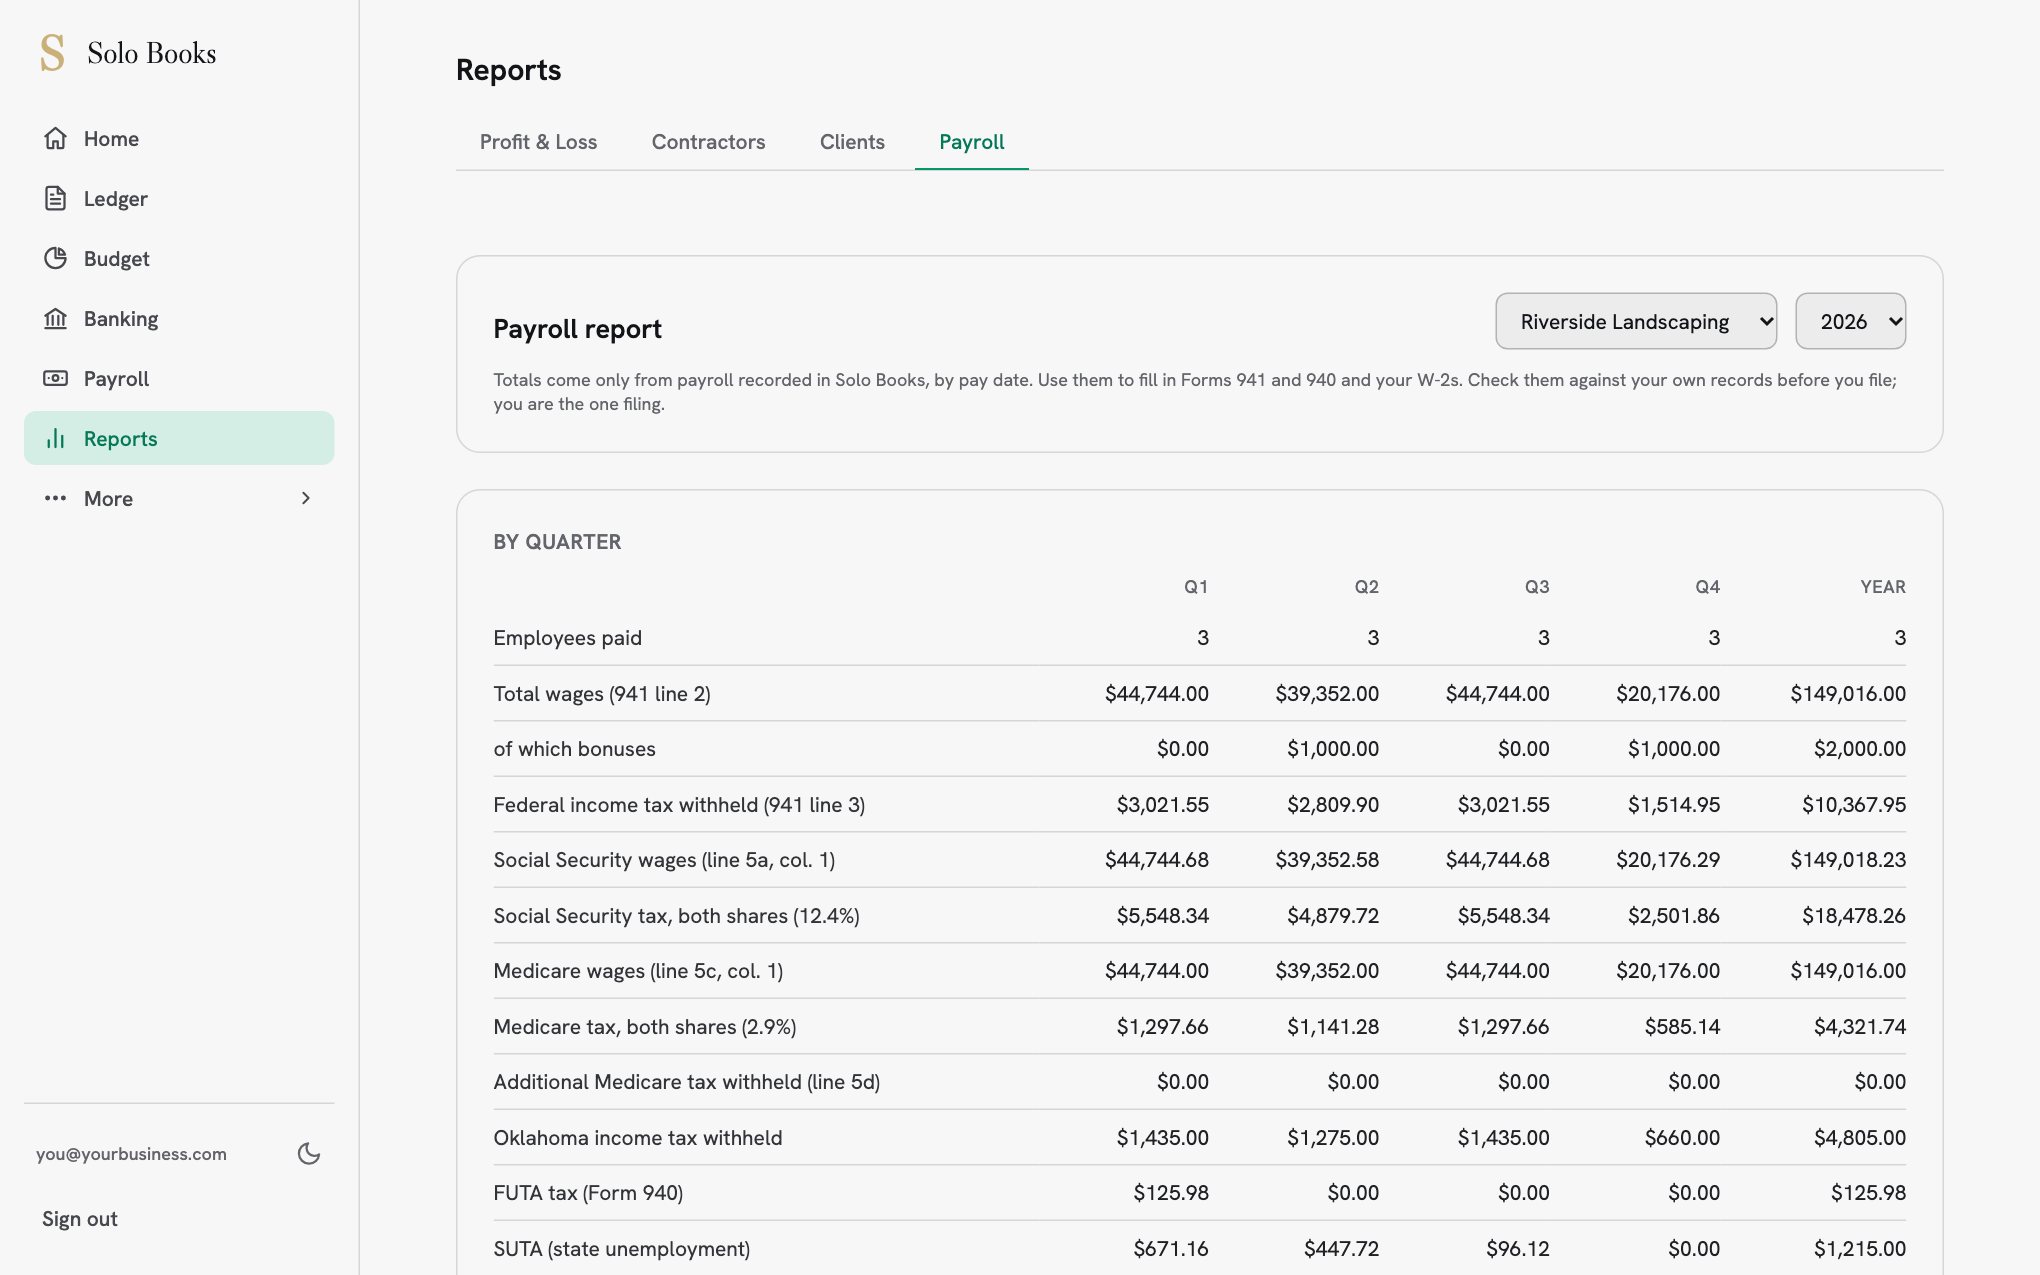 S Solo Books
Home
Ledger
Budget
Banking
Payroll
Reports
More
you@yourbusiness.com
Sign out
Reports
Profit & Loss Contractors Clients Payroll
Payroll report
Riverside Landscaping 2026
Totals come only from payroll recorded in Solo Books, by pay date. Use them to fill in Forms 941 and 940 and your W-2s. Check them against your own records before you file;
you are the one filing.
BY QUARTER
Q1 Q2 Q3 Q4 YEAR
Employees paid 3 3 3 3 3
Total wages (941 line 2) $44,744.00 $39,352.00 $44,744.00 $20,176.00 $149,016.00
of which bonuses $0.00 $1,000.00 $0.00 $1,000.00 $2,000.00
Federal income tax withheld (941 line 3) $3,021.55 $2,809.90 $3,021.55 $1,514.95 $10,367.95
Social Security wages (line 5a, col. 1) $44,744.68 $39,352.58 $44,744.68 $20,176.29 $149,018.23
Social Security tax, both shares (12.4%) $5,548.34 $4,879.72 $5,548.34 $2,501.86 $18,478.26
Medicare wages (line 5c, col. 1) $44,744.00 $39,352.00 $44,744.00 $20,176.00 $149,016.00
Medicare tax, both shares (2.9%) $1,297.66 $1,141.28 $1,297.66 $585.14 $4,321.74
Additional Medicare tax withheld (line 5d) $0.00 $0.00 $0.00 $0.00 $0.00
Oklahoma income tax withheld $1,435.00 $1,275.00 $1,435.00 $660.00 $4,805.00
FUTA tax (Form 940) $125.98 $0.00 $0.00 $0.00 $125.98
SUTA (state unemployment) $671.16 $447.72 $96.12 $0.00 $1,215.00